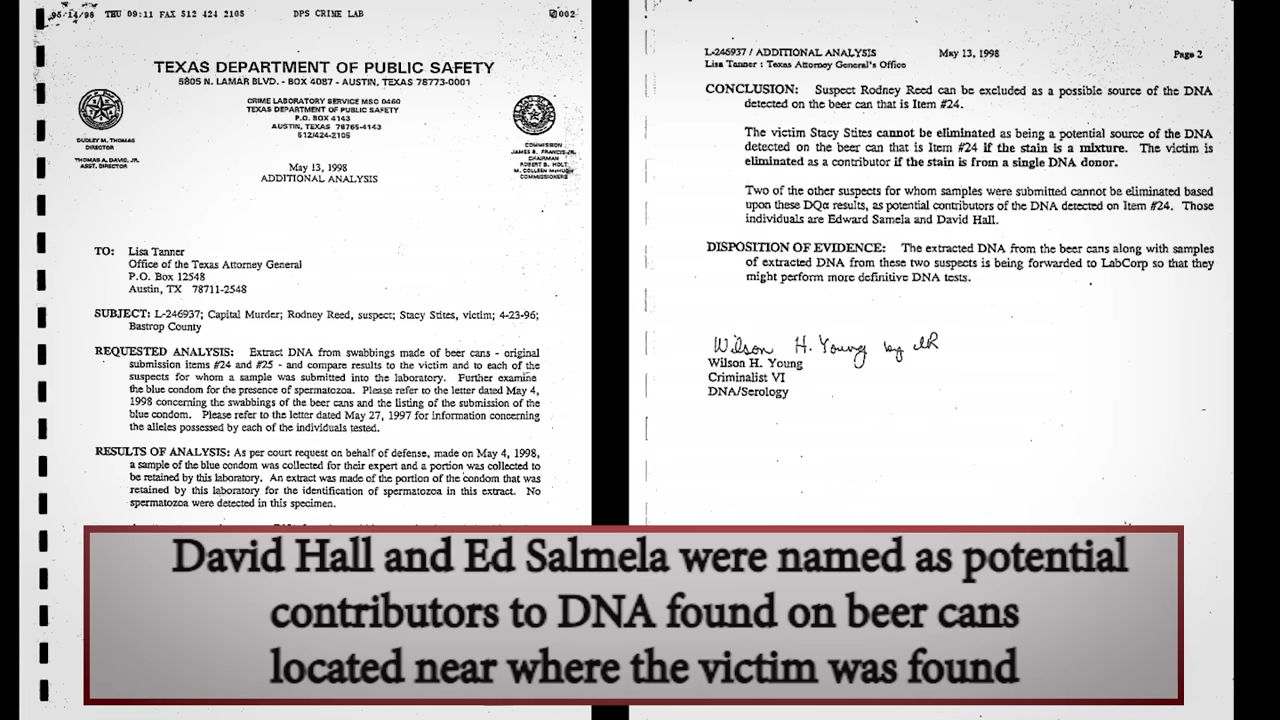 95/14/98 THU 09:11 FAX 512 424 2105 DPS CRIME LAB 002
TEXAS DEPARTMENT OF PUBLIC SAFETY
5805 N. LAMAR BLVD. - BOX 4087 - AUSTIN, TEXAS 78773-0001
CRIME LABORATORY SERVICE MSC 0460
TEXAS DEPARTMENT OF PUBLIC SAFETY
P.O. BOX 4143
AUSTIN, TEXAS 78765-4143
512/424-2105
DUDLEY M. THOMAS
DIRECTOR
THOMAS A. DAVIS, JR.
ASST. DIRECTOR
COMMISSION
JAMES B. FRANCIS, JR.
CHAIRMAN
ROBERT B. HOLT
M. COLLEEN McHUGH
COMMISSIONERS
May 13, 1998
ADDITIONAL ANALYSIS
TO: Lisa Tanner
Office of the Texas Attorney General
P.O. Box 12548
Austin, TX 78711-2548
SUBJECT: L-246937; Capital Murder; Rodney Reed, suspect; Stacy Stites, victim; 4-23-96;
Bastrop County
REQUESTED ANALYSIS: Extract DNA from swabbings made of beer cans - original
submission items #24 and #25 - and compare results to the victim and to each of the
suspects for whom a sample was submitted into the laboratory. Further examine
the blue condom for the presence of spermatozoa. Please refer to the letter dated May 4,
1998 concerning the swabbings of the beer cans and the listing of the submission of the
blue condom. Please refer to the letter dated May 27, 1997 for information concerning
the alleles possessed by each of the individuals tested.
RESULTS OF ANALYSIS: As per court request on behalf of defense, made on May 4, 1998,
a sample of the blue condom was collected for their expert and a portion was collected to
be retained by this laboratory. An extract was made of the portion of the condom that was
retained by this laboratory for the identification of spermatozoa in this extract. No
spermatozoa were detected in this specimen.
L-246937 / ADDITIONAL ANALYSIS May 13, 1998 Page 2
Lisa Tanner : Texas Attorney General's Office
CONCLUSION: Suspect Rodney Reed can be excluded as a possible source of the DNA
detected on the beer can that is Item #24.
The victim Stacy Stites cannot be eliminated as being a potential source of the DNA
detected on the beer can that is Item #24 if the stain is a mixture. The victim is
eliminated as a contributor if the stain is from a single DNA donor.
Two of the other suspects for whom samples were submitted cannot be eliminated based
upon these DQα results, as potential contributors of the DNA detected on Item #24. Those
individuals are Edward Samela and David Hall.
DISPOSITION OF EVIDENCE: The extracted DNA from the beer cans along with samples
of extracted DNA from these two suspects is being forwarded to LabCorp so that they
might perform more definitive DNA tests.
Wilson H. Young by
Wilson H. Young
Criminalist VI
DNA/Serology
David Hall and Ed Salmela were named as potential
contributors to DNA found on beer cans
located near where the victim was found